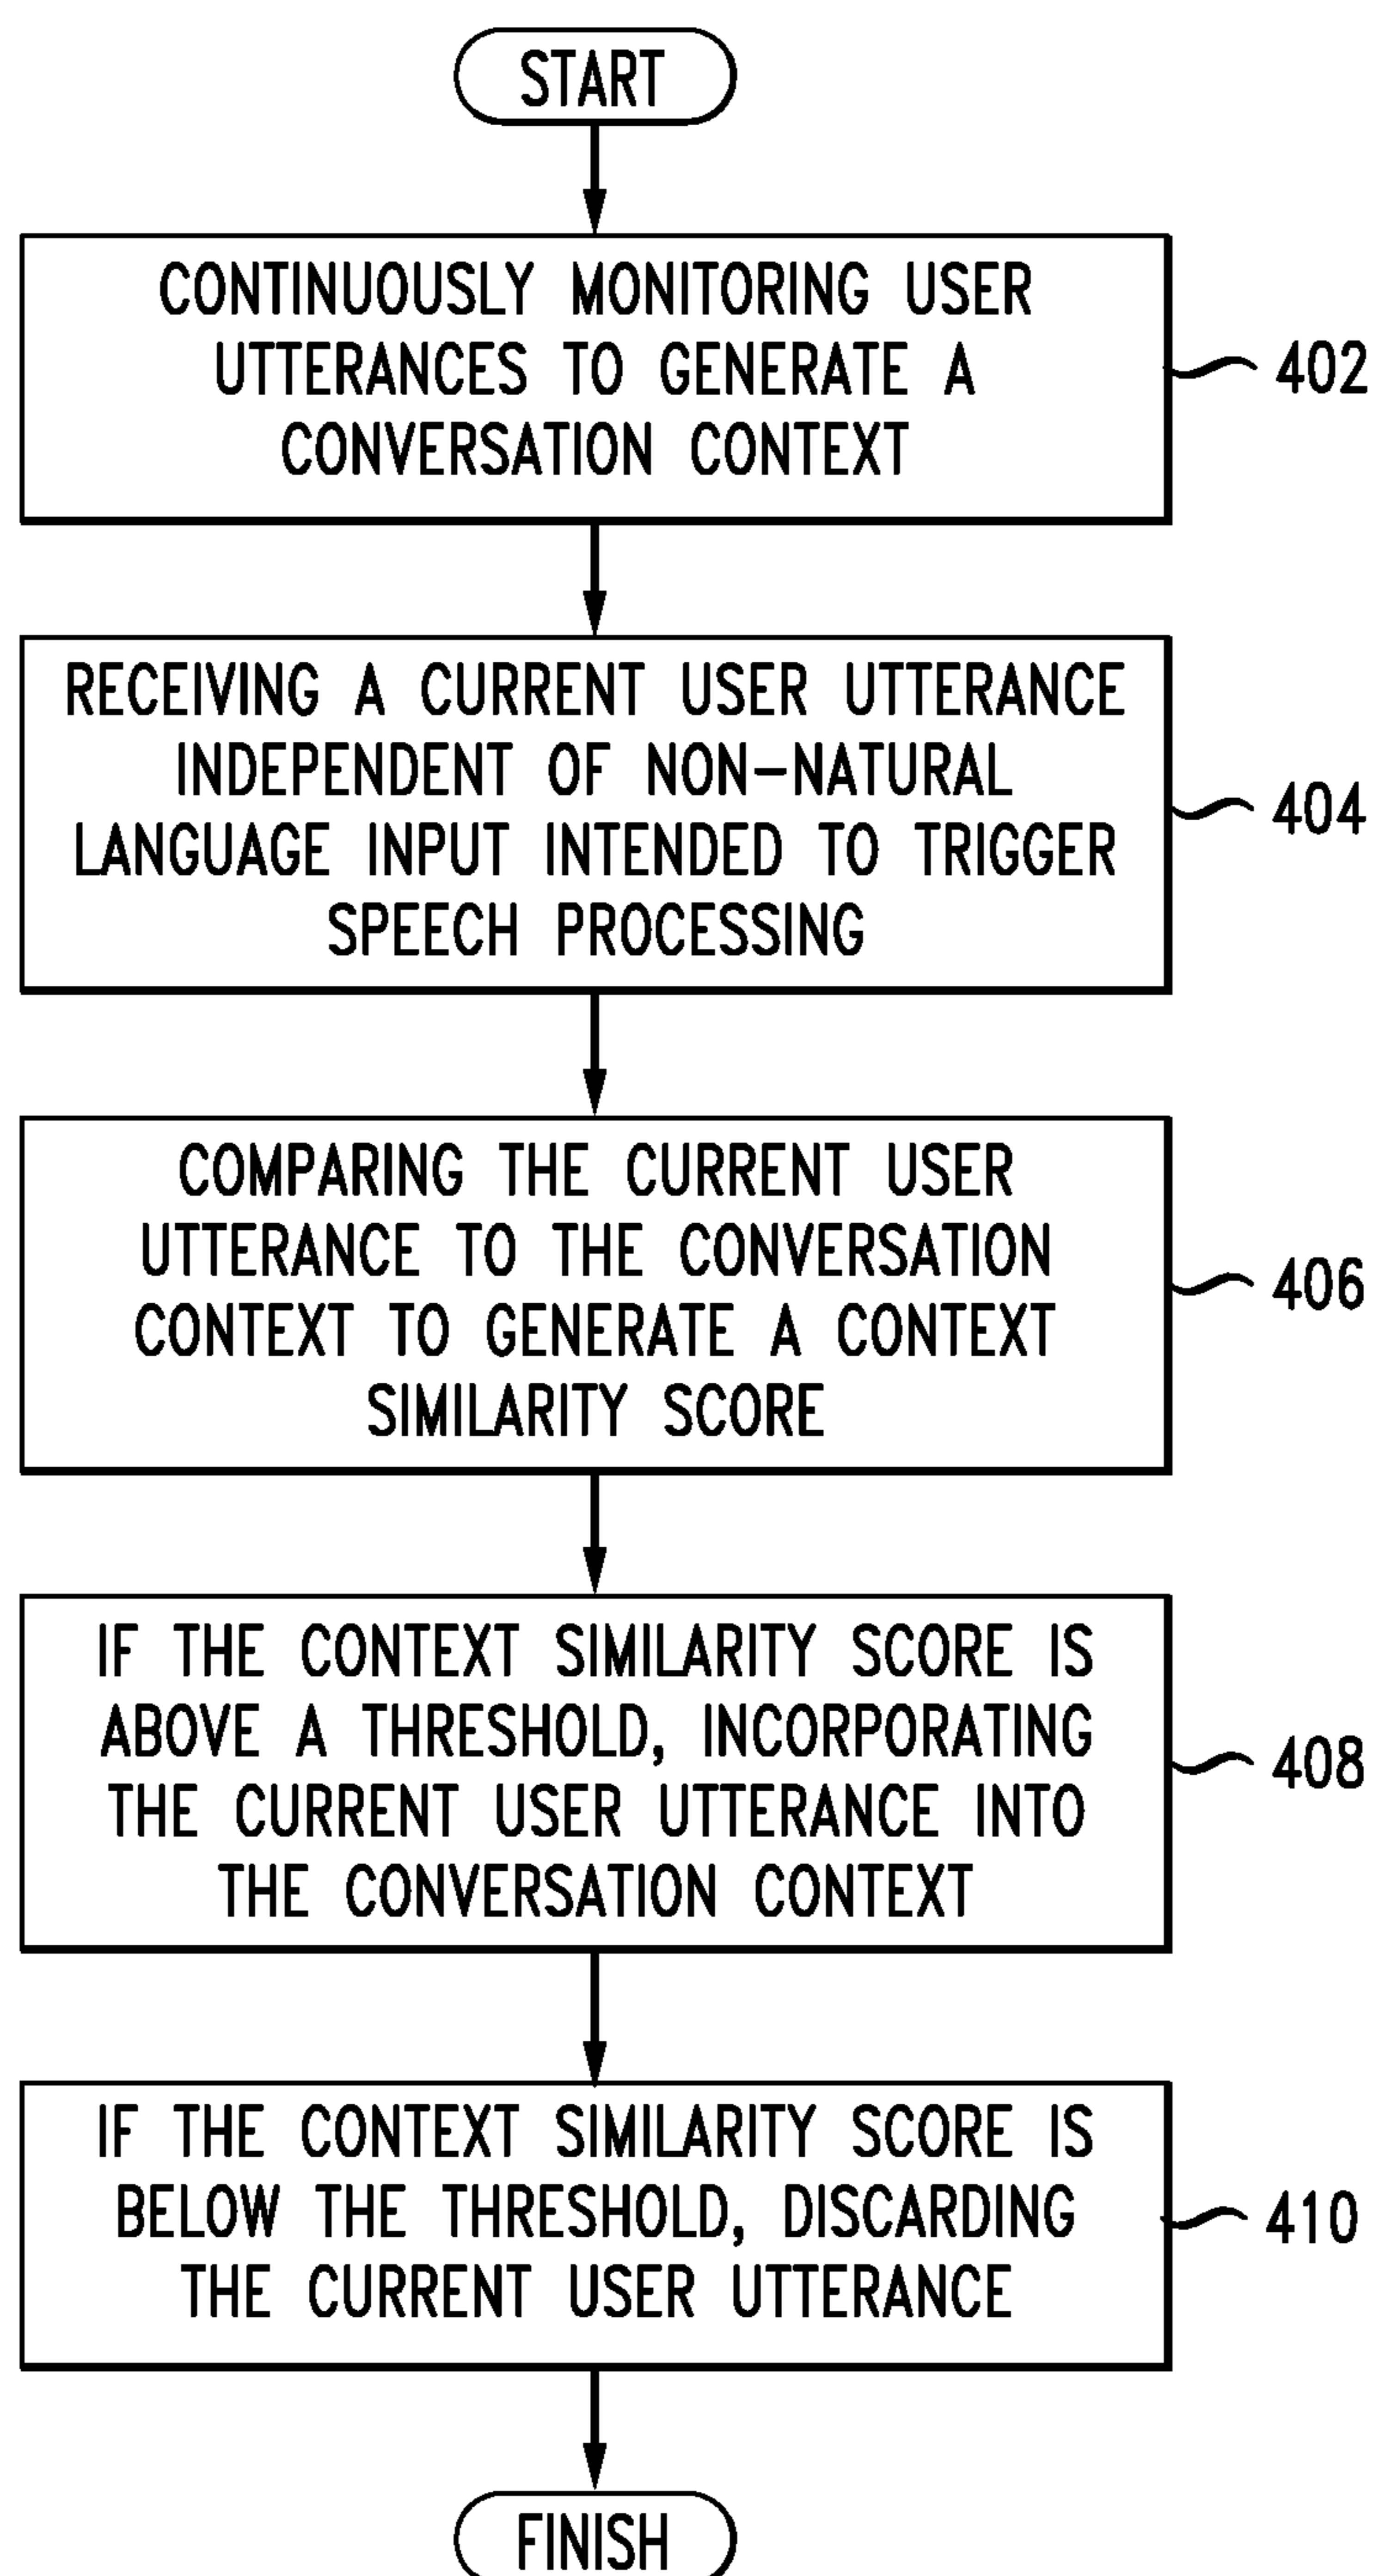 START
CONTINUOUSLY MONITORING USER
UTTERANCES TO GENERATE A
CONVERSATION CONTEXT
402
RECEIVING A CURRENT USER UTTERANCE
INDEPENDENT OF NON-NATURAL
LANGUAGE INPUT INTENDED TO TRIGGER
SPEECH PROCESSING
404
COMPARING THE CURRENT USER
UTTERANCE TO THE CONVERSATION
CONTEXT TO GENERATE A CONTEXT
SIMILARITY SCORE
406
IF THE CONTEXT SIMILARITY SCORE IS
ABOVE A THRESHOLD, INCORPORATING
THE CURRENT USER UTTERANCE INTO
THE CONVERSATION CONTEXT
408
IF THE CONTEXT SIMILARITY SCORE IS
BELOW THE THRESHOLD, DISCARDING
THE CURRENT USER UTTERANCE
410
FINISH